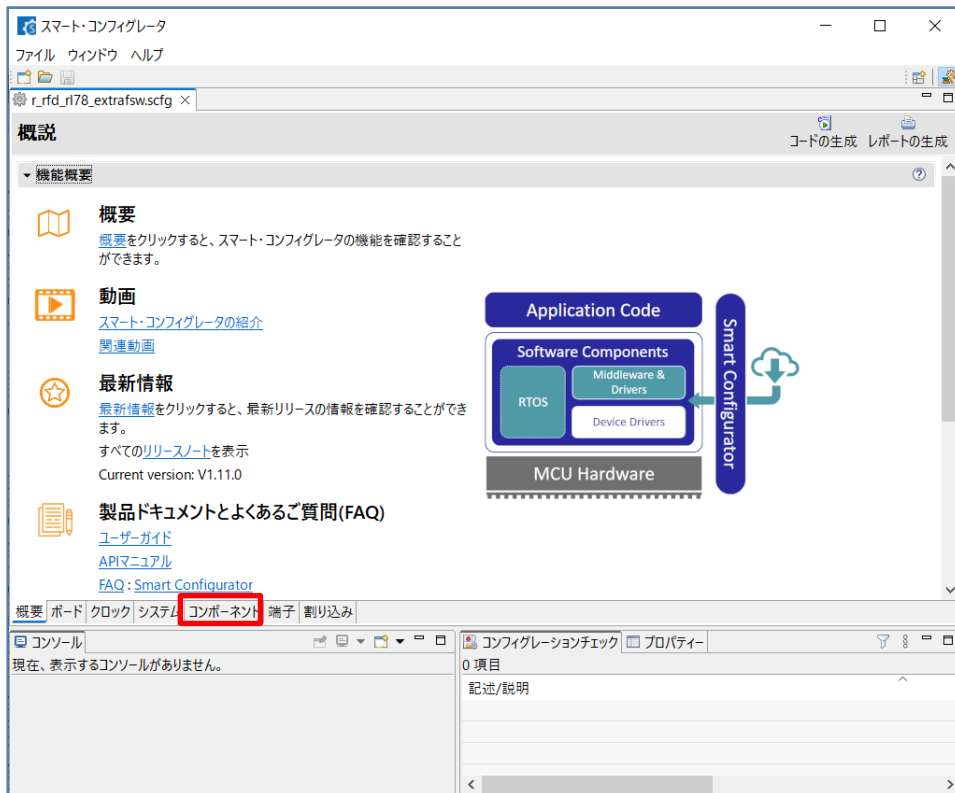 スマート・コンフィグレータ
ファイル ウィンドウ ヘルプ
r_rfd_rl78_extrafsw.scfg
概説
コードの生成 レポートの生成
機能概要
概要
概要をクリックすると、スマート・コンフィグレータの機能を確認すること
ができます。
動画
スマート・コンフィグレータの紹介
関連動画
最新情報
最新情報をクリックすると、最新リリースの情報を確認することができ
ます。
すべてのリリースノートを表示
Current version: V1.11.0
製品ドキュメントとよくあるご質問(FAQ)
ユーザーガイド
APIマニュアル
FAQ : Smart Configurator
Application Code
Software Components
RTOS
Middleware &
Drivers
Device Drivers
MCU Hardware
Smart Configurator
概要 ボード クロック システム コンポーネント 端子 割り込み
コンソール
現在、表示するコンソールがありません。
コンフィグレーションチェック プロパティー
0 項目
記述/説明